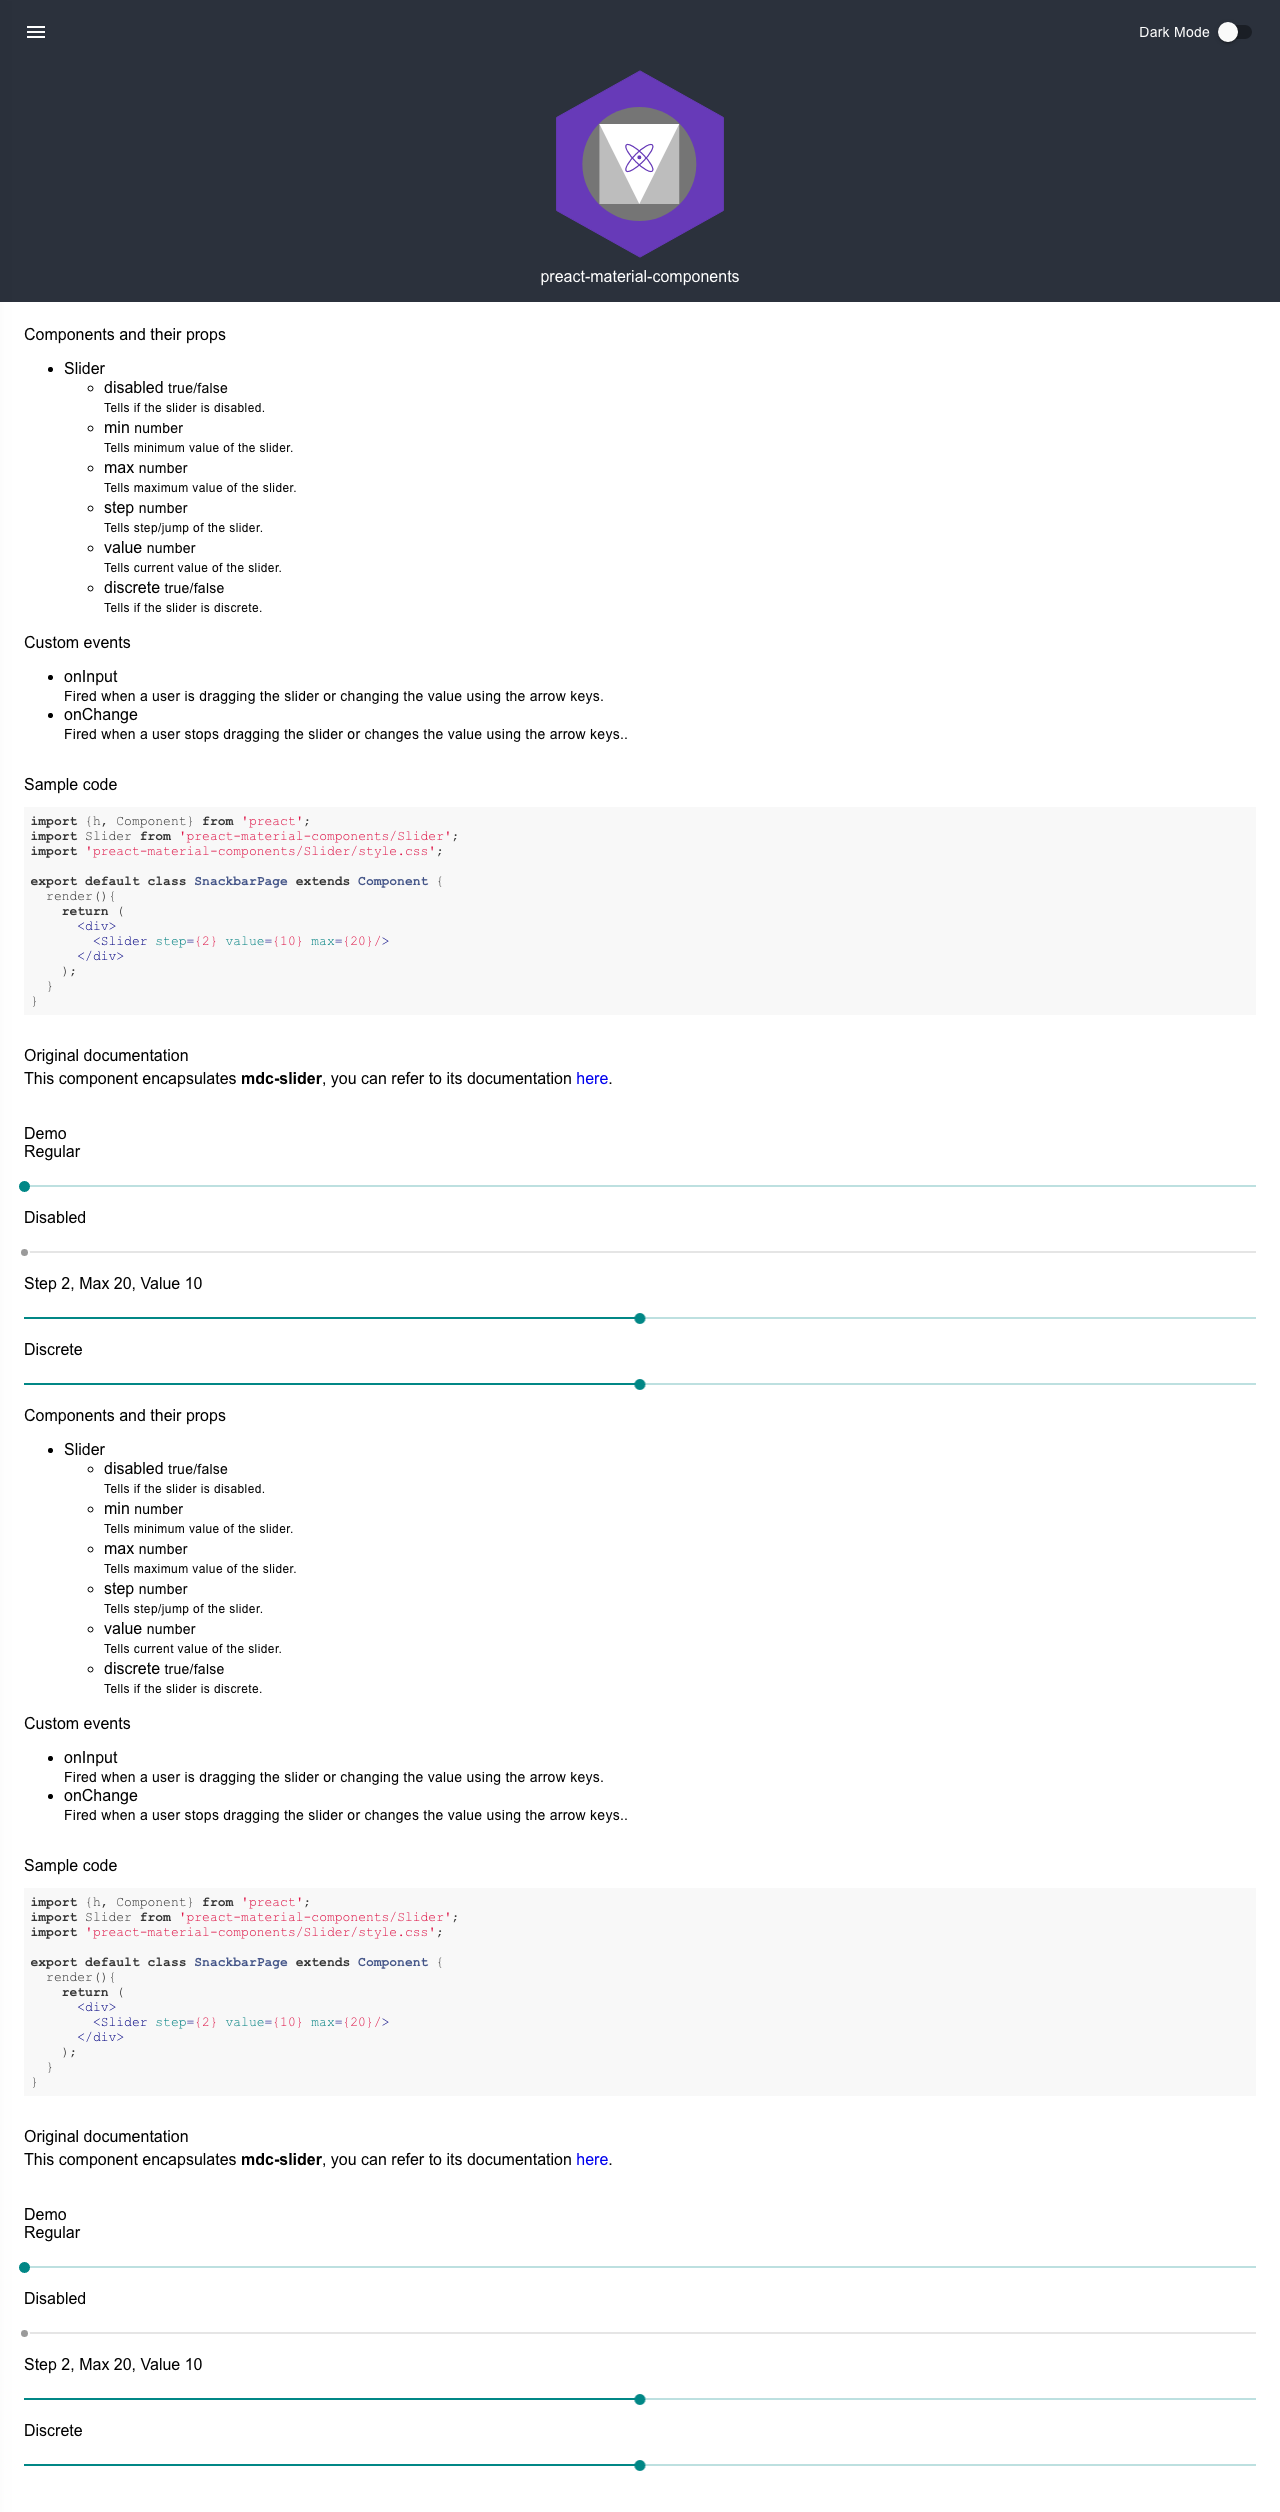 Dark Mode
preact-material-components
Components and their props
Slider
disabled true/false
Tells if the slider is disabled.
min number
Tells minimum value of the slider.
max number
Tells maximum value of the slider.
step number
Tells step/jump of the slider.
value number
Tells current value of the slider.
discrete true/false
Tells if the slider is discrete.
Custom events
onInput
Fired when a user is dragging the slider or changing the value using the arrow keys.
onChange
Fired when a user stops dragging the slider or changes the value using the arrow keys..
Sample code
import {h, Component} from 'preact';
import Slider from 'preact-material-components/Slider';
import 'preact-material-components/Slider/style.css';
export default class SnackbarPage extends Component {
render(){
return (
<div>
<Slider step={2} value={10} max={20}/>
</div>
);
}
}
Original documentation
This component encapsulates mdc-slider, you can refer to its documentation here.
Demo
Regular
Disabled
Step 2, Max 20, Value 10
Discrete
Components and their props
Slider
disabled true/false
Tells if the slider is disabled.
min number
Tells minimum value of the slider.
max number
Tells maximum value of the slider.
step number
Tells step/jump of the slider.
value number
Tells current value of the slider.
discrete true/false
Tells if the slider is discrete.
Custom events
onInput
Fired when a user is dragging the slider or changing the value using the arrow keys.
onChange
Fired when a user stops dragging the slider or changes the value using the arrow keys..
Sample code
import {h, Component} from 'preact';
import Slider from 'preact-material-components/Slider';
import 'preact-material-components/Slider/style.css';
export default class SnackbarPage extends Component {
render(){
return (
<div>
<Slider step={2} value={10} max={20}/>
</div>
);
}
}
Original documentation
This component encapsulates mdc-slider, you can refer to its documentation here.
Demo
Regular
Disabled
Step 2, Max 20, Value 10
Discrete